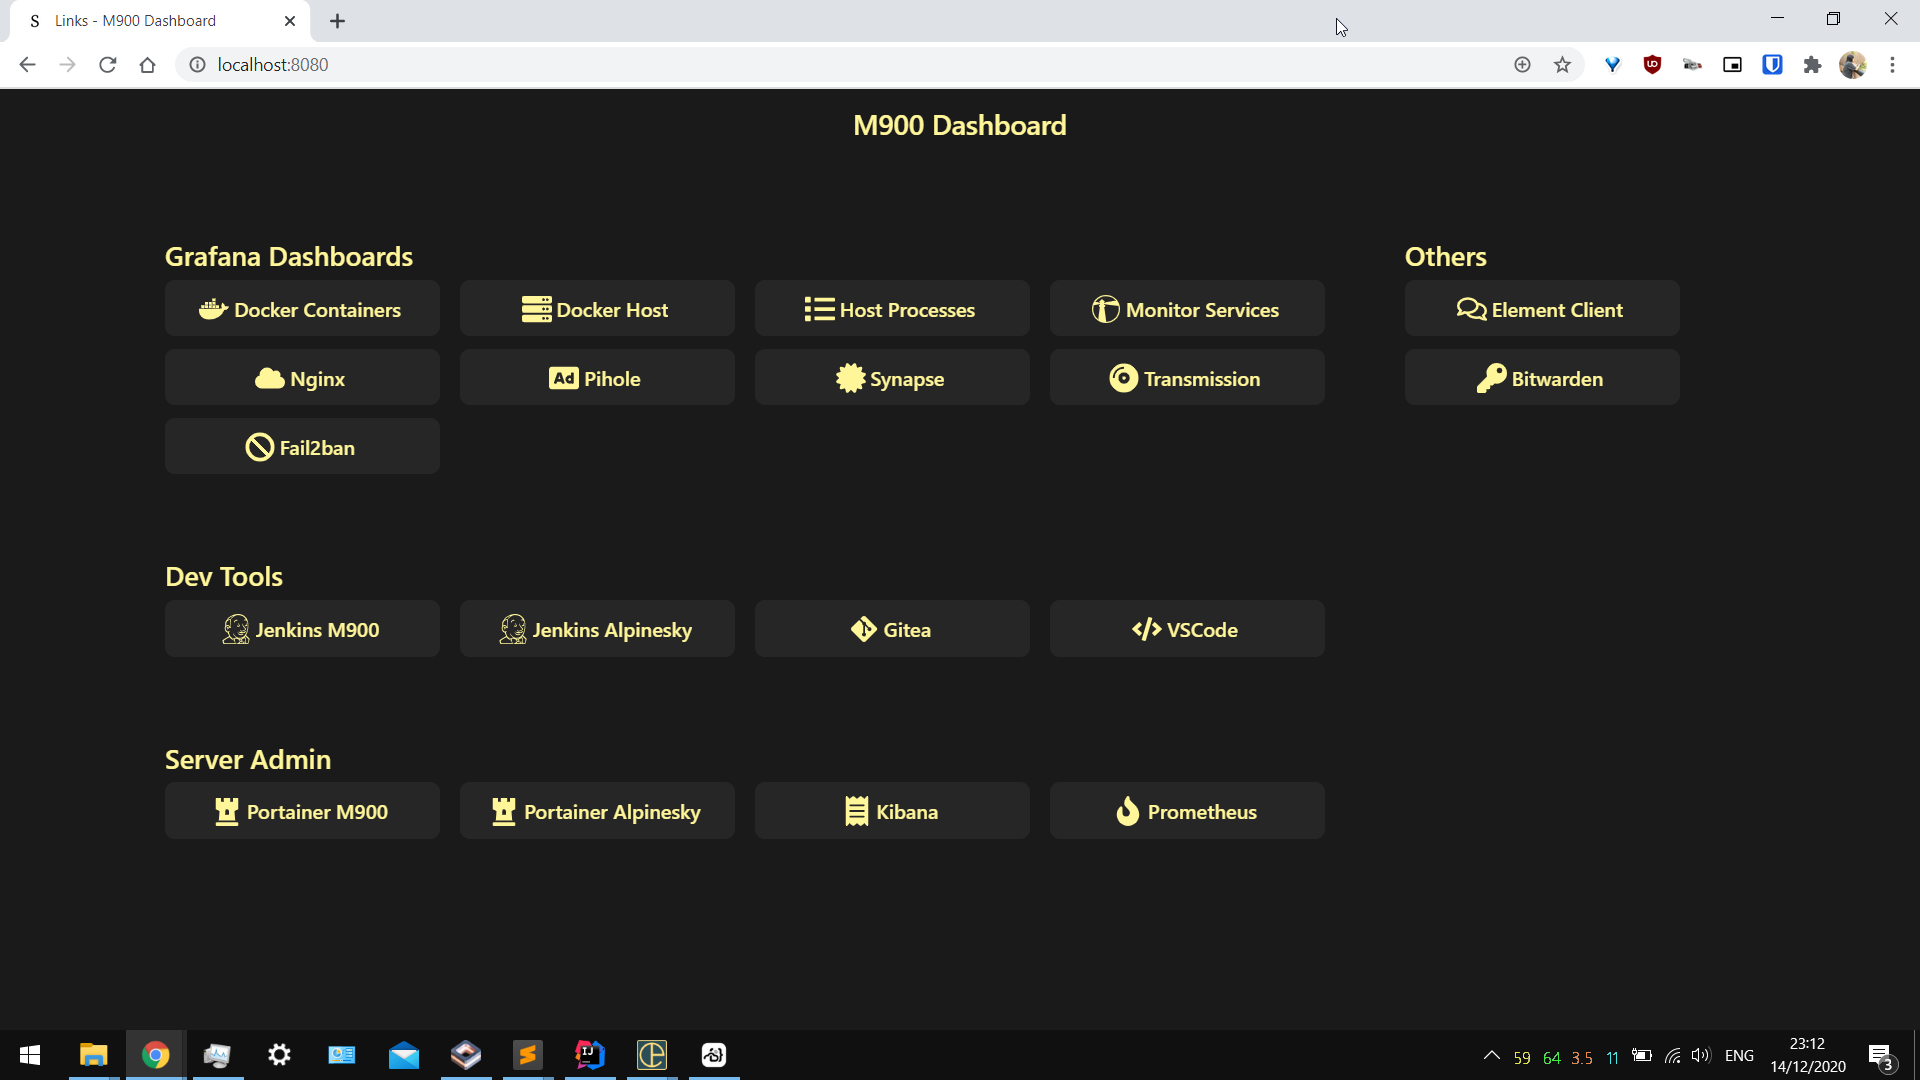 S Links - M900 Dashboard
localhost:8080
M900 Dashboard
Grafana Dashboards
Docker Containers
Docker Host
Host Processes
Monitor Services
Nginx
Ad Pihole
Synapse
Transmission
Fail2ban
Others
Element Client
Bitwarden
Dev Tools
Jenkins M900
Jenkins Alpinesky
Gitea
VSCode
Server Admin
Portainer M900
Portainer Alpinesky
Kibana
Prometheus
IJ
59 64 3.5 11 ENG
23:12
14/12/2020
3